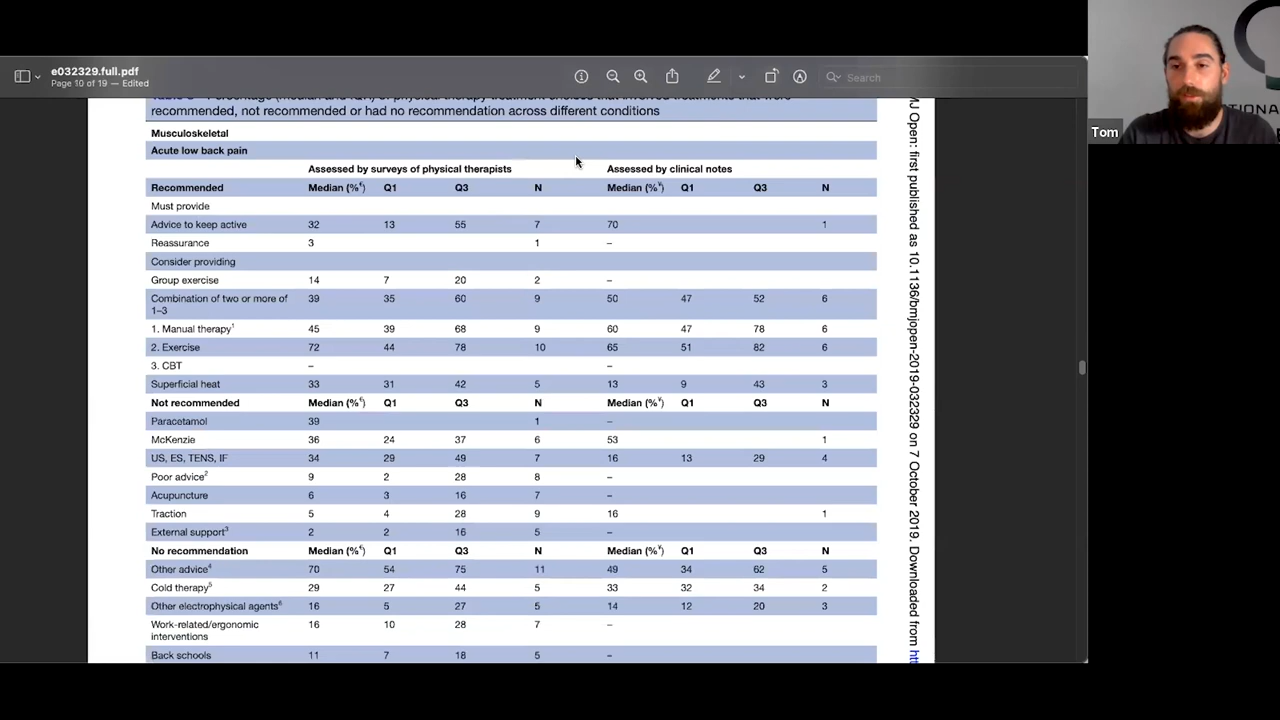 e032329.full.pdf
Page 10 of 19 — Edited
Search
Tom
TIONA
recommended, not recommended or had no recommendation across different conditions
Musculoskeletal
Acute low back pain
Assessed by surveys of physical therapists Assessed by clinical notes
Recommended Median (%€) Q1 Q3 N Median (%¥) Q1 Q3 N
Must provide
Advice to keep active 32 13 55 7 70 1
Reassurance 3 1 –
Consider providing
Group exercise 14 7 20 2 –
Combination of two or more of 39 35 60 9 50 47 52 6
1–3
1. Manual therapy¹ 45 39 68 9 60 47 78 6
2. Exercise 72 44 78 10 65 51 82 6
3. CBT – –
Superficial heat 33 31 42 5 13 9 43 3
Not recommended Median (%€) Q1 Q3 N Median (%¥) Q1 Q3 N
Paracetamol 39 1 –
McKenzie 36 24 37 6 53 1
US, ES, TENS, IF 34 29 49 7 16 13 29 4
Poor advice² 9 2 28 8 –
Acupuncture 6 3 16 7 –
Traction 5 4 28 9 16 1
External support³ 2 2 16 5 –
No recommendation Median (%€) Q1 Q3 N Median (%¥) Q1 Q3 N
Other advice⁴ 70 54 75 11 49 34 62 5
Cold therapy⁵ 29 27 44 5 33 32 34 2
Other electrophysical agents⁶ 16 5 27 5 14 12 20 3
Work-related/ergonomic 16 10 28 7 –
interventions
Back schools 11 7 18 5 –
MJ Open: first published as 10.1136/bmjopen-2019-032329 on 7 October 2019. Downloaded from htt